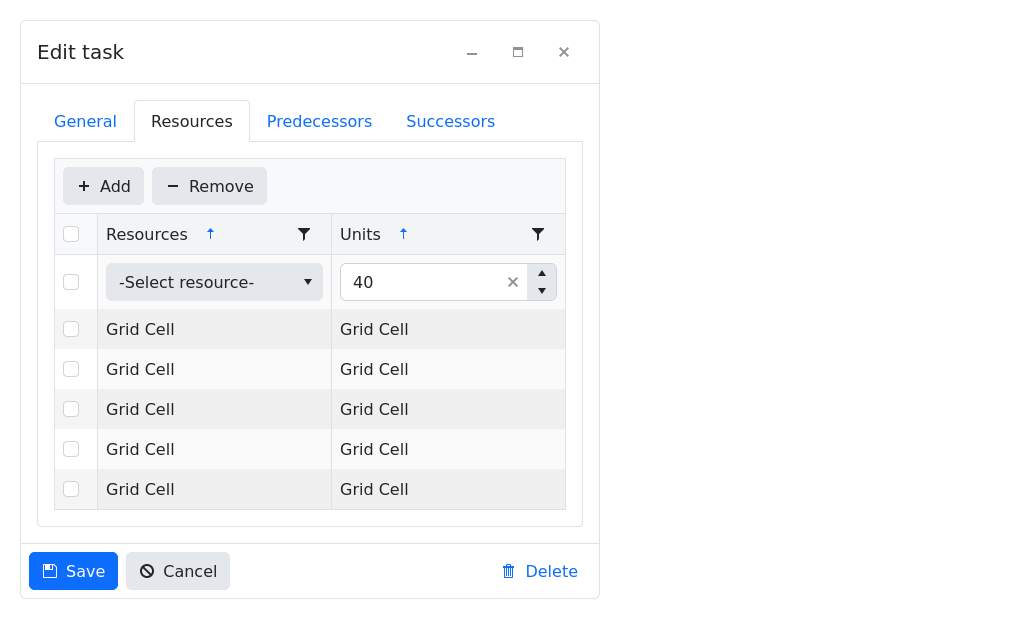 Edit task
General Resources Predecessors Successors
Add Remove
Resources Units
-Select resource- 40
Grid Cell Grid Cell
Grid Cell Grid Cell
Grid Cell Grid Cell
Grid Cell Grid Cell
Grid Cell Grid Cell
Save Cancel Delete